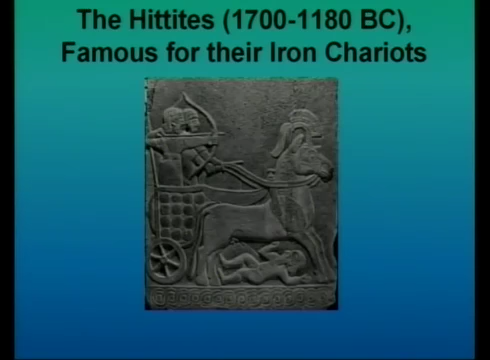 The Hittites (1700-1180 BC),
Famous for their Iron Chariots